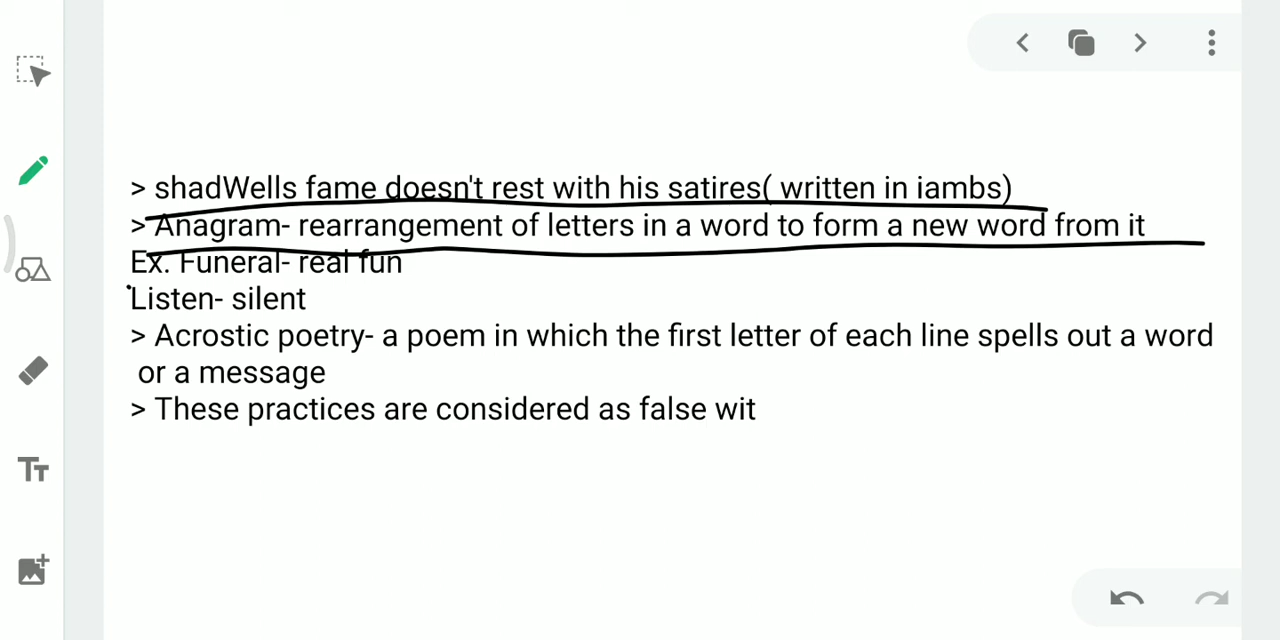 > shadWells fame doesn't rest with his satires( written in iambs)
> Anagram- rearrangement of letters in a word to form a new word from it
Ex. Funeral- real fun
Listen- silent
> Acrostic poetry- a poem in which the first letter of each line spells out a word
or a message
> These practices are considered as false wit
TT